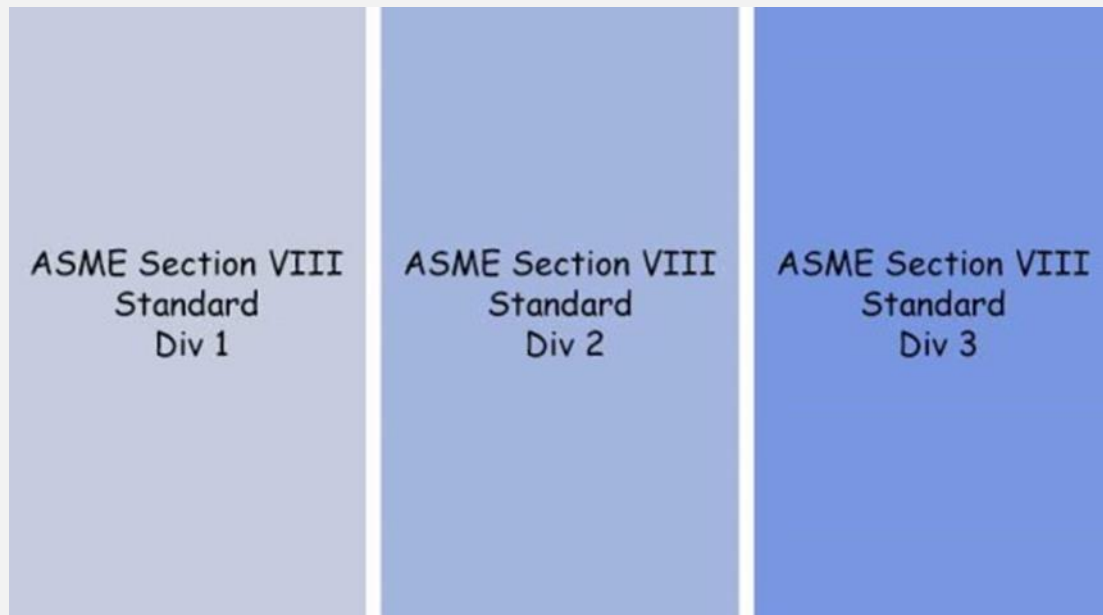 ASME Section VIII
Standard
Div 1
ASME Section VIII
Standard
Div 2
ASME Section VIII
Standard
Div 3